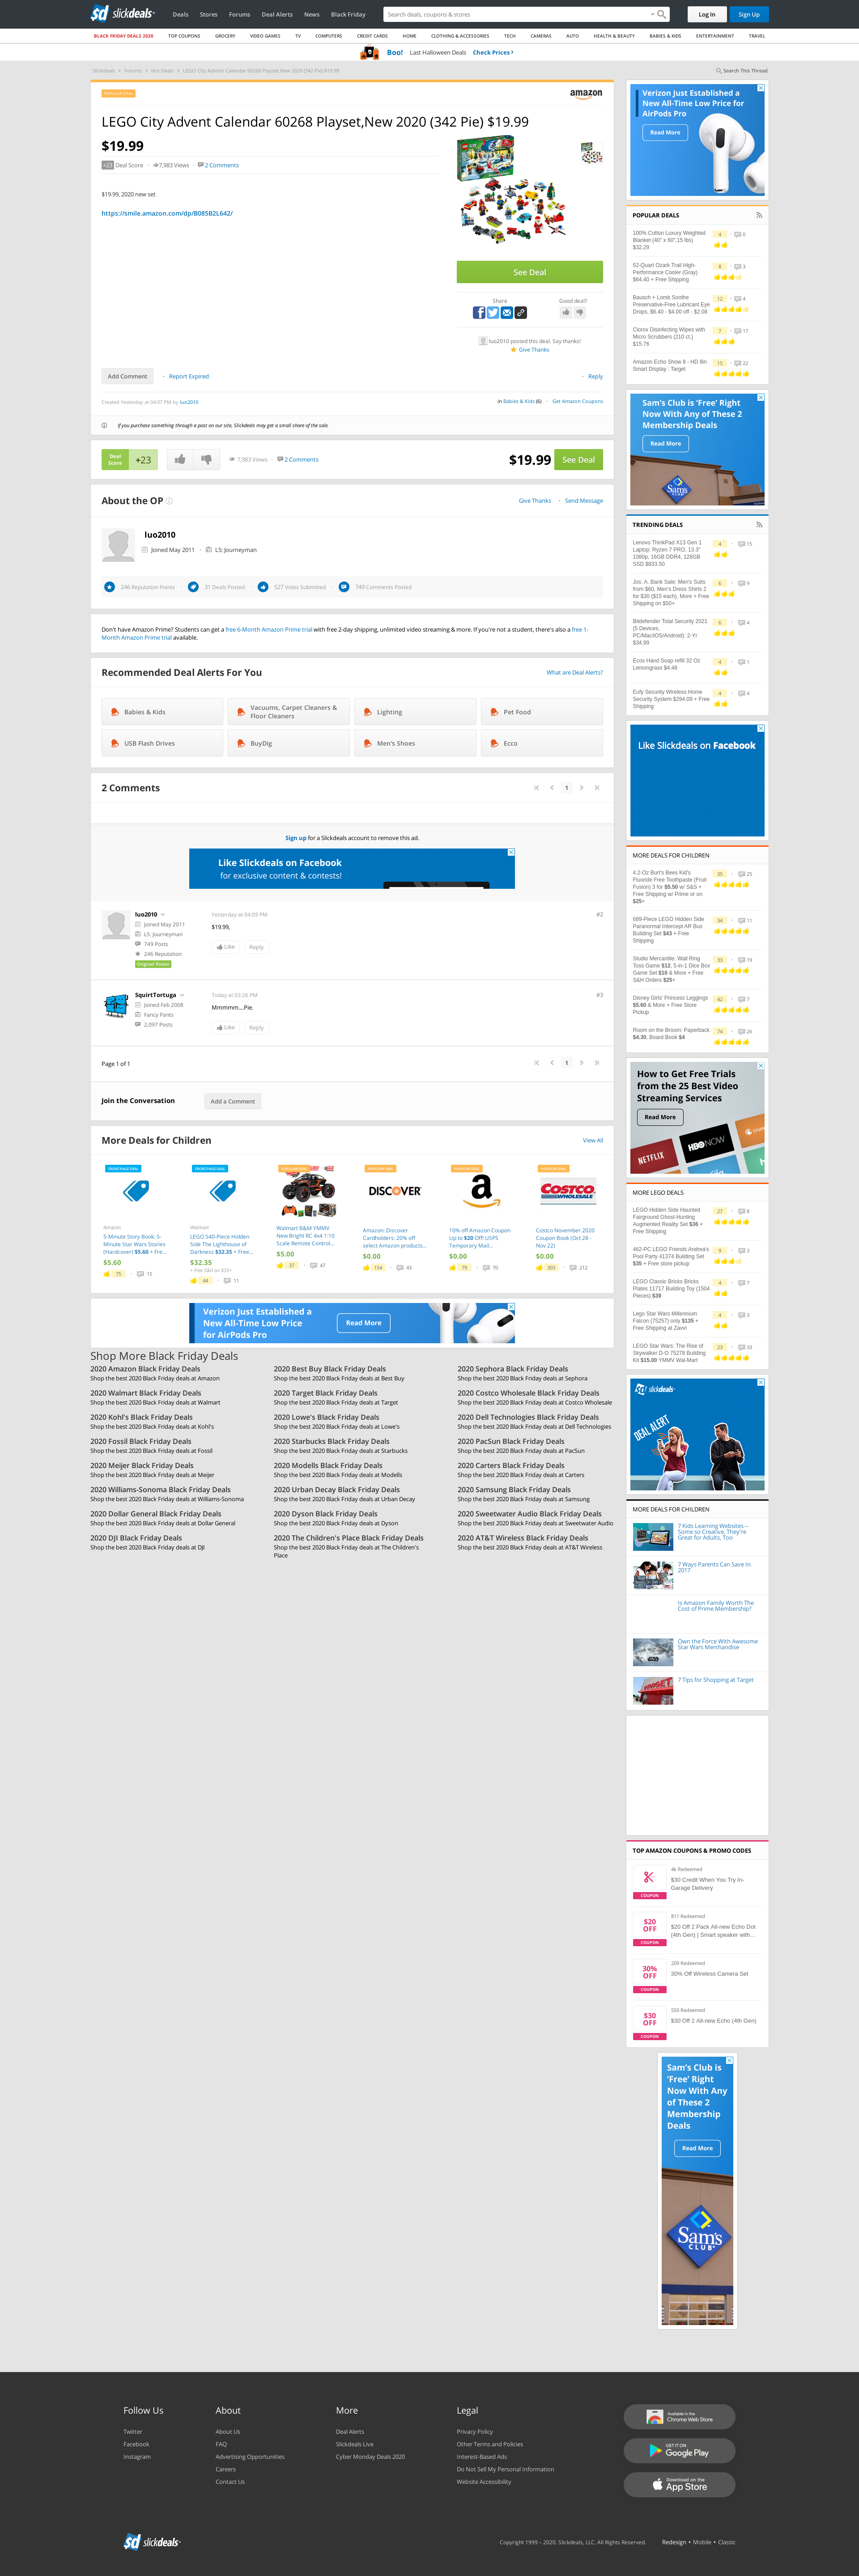 slickdeals
Deals Stores Forums Deal Alerts News Black Friday
Search deals, coupons & stores
Log In Sign Up
BLACK FRIDAY DEALS 2020 TOP COUPONS GROCERY VIDEO GAMES TV COMPUTERS CREDIT CARDS HOME CLOTHING & ACCESSORIES TECH CAMERAS AUTO HEALTH & BEAUTY BABIES & KIDS ENTERTAINMENT TRAVEL
Boo! Last Halloween Deals Check Prices ›
Slickdeals › Forums › Hot Deals › LEGO City Advent Calendar 60268 Playset,New 2020 (342 Pie) $19.99
Search This Thread
POPULAR DEAL
amazon
LEGO City Advent Calendar 60268 Playset,New 2020 (342 Pie) $19.99
$19.99
+23 Deal Score · 7,983 Views · 2 Comments
$19.99, 2020 new set
https://smile.amazon.com/dp/B085B2L642/
See Deal
Share
Good deal?
luo2010 posted this deal. Say thanks!
Give Thanks
Add Comment · Report Expired
· Reply
Created Yesterday at 04:07 PM by luo2010
in Babies & Kids (6) · Get Amazon Coupons
If you purchase something through a post on our site, Slickdeals may get a small share of the sale.
Deal Score +23
7,983 Views · 2 Comments
$19.99 See Deal
About the OP
Give Thanks · Send Message
luo2010
Joined May 2011 · L5: Journeyman
246 Reputation Points · 31 Deals Posted · 527 Votes Submitted · 749 Comments Posted
Don't have Amazon Prime? Students can get a free 6-Month Amazon Prime trial with free 2-day shipping, unlimited video streaming & more. If you're not a student, there's also a free 1-
Month Amazon Prime trial available.
Recommended Deal Alerts For You
What are Deal Alerts?
Babies & Kids
Vacuums, Carpet Cleaners &
Floor Cleaners
Lighting
Pet Food
USB Flash Drives
BuyDig
Men's Shoes
Ecco
2 Comments
1
Sign up for a Slickdeals account to remove this ad.
Like Slickdeals on Facebook
for exclusive content & contests!
luo2010
Joined May 2011
L5: Journeyman
749 Posts
246 Reputation
Original Poster
Yesterday at 04:09 PM
#2
$19.99,
Like Reply
SquirtTortuga
Joined Feb 2008
Fancy Pants
2,097 Posts
Today at 03:26 PM
#3
Mmmmm....Pie.
Like Reply
Page 1 of 1
1
Join the Conversation
Add a Comment
More Deals for Children
View All
FRONTPAGE DEAL
Amazon
5-Minute Story Book: 5-
Minute Star Wars Stories
(Hardcover) $5.60 + Fre...
$5.60
75 · 15
FRONTPAGE DEAL
Walmart
LEGO 540-Piece Hidden
Side The Lighthouse of
Darkness $32.35 + Free...
$32.35
+ Free S&H on $35+
44 · 11
POPULAR DEAL
Walmart B&M YMMV
New Bright RC 4x4 1:10
Scale Remote Control...
$5.00
37 · 47
POPULAR DEAL
DISCOVER
Amazon: Discover
Cardholders: 20% off
select Amazon products...
$0.00
154 · 43
POPULAR DEAL
10% off Amazon Coupon
Up to $20 Off! USPS
Temporary Mail...
$0.00
79 · 70
POPULAR DEAL
COSTCO
WHOLESALE
Costco November 2020
Coupon Book (Oct 28 -
Nov 22)
$0.00
303 · 212
Verizon Just Established a
New All-Time Low Price
for AirPods Pro
Read More
Shop More Black Friday Deals
2020 Amazon Black Friday Deals
Shop the best 2020 Black Friday deals at Amazon
2020 Best Buy Black Friday Deals
Shop the best 2020 Black Friday deals at Best Buy
2020 Sephora Black Friday Deals
Shop the best 2020 Black Friday deals at Sephora
2020 Walmart Black Friday Deals
Shop the best 2020 Black Friday deals at Walmart
2020 Target Black Friday Deals
Shop the best 2020 Black Friday deals at Target
2020 Costco Wholesale Black Friday Deals
Shop the best 2020 Black Friday deals at Costco Wholesale
2020 Kohl's Black Friday Deals
Shop the best 2020 Black Friday deals at Kohl's
2020 Lowe's Black Friday Deals
Shop the best 2020 Black Friday deals at Lowe's
2020 Dell Technologies Black Friday Deals
Shop the best 2020 Black Friday deals at Dell Technologies
2020 Fossil Black Friday Deals
Shop the best 2020 Black Friday deals at Fossil
2020 Starbucks Black Friday Deals
Shop the best 2020 Black Friday deals at Starbucks
2020 PacSun Black Friday Deals
Shop the best 2020 Black Friday deals at PacSun
2020 Meijer Black Friday Deals
Shop the best 2020 Black Friday deals at Meijer
2020 Modells Black Friday Deals
Shop the best 2020 Black Friday deals at Modells
2020 Carters Black Friday Deals
Shop the best 2020 Black Friday deals at Carters
2020 Williams-Sonoma Black Friday Deals
Shop the best 2020 Black Friday deals at Williams-Sonoma
2020 Urban Decay Black Friday Deals
Shop the best 2020 Black Friday deals at Urban Decay
2020 Samsung Black Friday Deals
Shop the best 2020 Black Friday deals at Samsung
2020 Dollar General Black Friday Deals
Shop the best 2020 Black Friday deals at Dollar General
2020 Dyson Black Friday Deals
Shop the best 2020 Black Friday deals at Dyson
2020 Sweetwater Audio Black Friday Deals
Shop the best 2020 Black Friday deals at Sweetwater Audio
2020 DJI Black Friday Deals
Shop the best 2020 Black Friday deals at DJI
2020 The Children's Place Black Friday Deals
Shop the best 2020 Black Friday deals at The Children's
Place
2020 AT&T Wireless Black Friday Deals
Shop the best 2020 Black Friday deals at AT&T Wireless
Verizon Just Established a
New All-Time Low Price for
AirPods Pro
Read More
POPULAR DEALS
100% Cotton Luxury Weighted
Blanket (40" x 60",15 lbs)
$32.29
4 · 0
52-Quart Ozark Trail High-
Performance Cooler (Gray)
$64.40 + Free Shipping
8 · 3
Bausch + Lomb Soothe
Preservative-Free Lubricant Eye
Drops, $6.40 - $4.00 off - $2.08
12 · 4
Clorox Disinfecting Wipes with
Micro Scrubbers (210 ct.)
$15.76
7 · 17
Amazon Echo Show 8 - HD 8in
Smart Display · Target
15 · 22
Sam's Club is 'Free' Right
Now With Any of These 2
Membership Deals
Read More
Sam's
CLUB
TRENDING DEALS
Lenovo ThinkPad X13 Gen 1
Laptop: Ryzen 7 PRO, 13.3"
1080p, 16GB DDR4, 128GB
SSD $833.50
4 · 15
Jos. A. Bank Sale: Men's Suits
from $60, Men's Dress Shirts 2
for $30 ($15 each), More + Free
Shipping on $50+
6 · 9
Bitdefender Total Security 2021
(5 Devices,
PC/Mac/iOS/Android): 2-Yr
$34.99
6 · 4
Ecos Hand Soap refill 32 Oz
Lemongrass $4.48
4 · 1
Eufy Security Wireless Home
Security System $294.09 + Free
Shipping
4 · 4
Like Slickdeals on Facebook
MORE DEALS FOR CHILDREN
4.2-Oz Burt's Bees Kid's
Fluoride Free Toothpaste (Fruit
Fusion) 3 for $5.50 w/ S&S +
Free Shipping w/ Prime or on
$25+
35 · 25
689-Piece LEGO Hidden Side
Paranormal Intercept AR Bus
Building Set $43 + Free
Shipping
34 · 11
Studio Mercantile: Wall Ring
Toss Game $12, 5-in-1 Dice Box
Game Set $16 & More + Free
S&H Orders $25+
33 · 19
Disney Girls' Princess Leggings
$5.60 & More + Free Store
Pickup
42 · 7
Room on the Broom: Paperback
$4.30, Board Book $4
74 · 26
How to Get Free Trials
from the 25 Best Video
Streaming Services
Read More
NETFLIX HBO NOW
MORE LEGO DEALS
LEGO Hidden Side Haunted
Fairground Ghost-Hunting
Augmented Reality Set $36 +
Free Shipping
27 · 8
462-PC LEGO Friends Andrea's
Pool Party 41374 Building Set
$35 + Free store pickup
9 · 3
LEGO Classic Bricks Bricks
Plates 11717 Building Toy (1504
Pieces) $39
4 · 7
Lego Star Wars Millennium
Falcon (75257) only $135 +
Free Shipping at Zavvi
4 · 3
LEGO Star Wars: The Rise of
Skywalker D-O 75278 Building
Kit $15.00 YMMV Wal-Mart
23 · 33
slickdeals
DEAL ALERT
MORE DEALS FOR CHILDREN
7 Kids Learning Websites –
Some so Creative, They're
Great for Adults, Too
7 Ways Parents Can Save In
2017
Is Amazon Family Worth The
Cost of Prime Membership?
Own the Force With Awesome
Star Wars Merchandise
7 Tips for Shopping at Target
TOP AMAZON COUPONS & PROMO CODES
COUPON
4k Redeemed
$30 Credit When You Try In-
Garage Delivery
$20
OFF
COUPON
811 Redeemed
$20 Off 2 Pack All-new Echo Dot
(4th Gen) | Smart speaker with...
30%
OFF
COUPON
269 Redeemed
30% Off Wireless Camera Set
$30
OFF
COUPON
550 Redeemed
$30 Off 2 All-new Echo (4th Gen)
Sam's Club is
'Free' Right
Now With Any
of These 2
Membership
Deals
Read More
Sam's
CLUB
Follow Us
Twitter
Facebook
Instagram
About
About Us
FAQ
Advertising Opportunities
Careers
Contact Us
More
Deal Alerts
Slickdeals Live
Cyber Monday Deals 2020
Legal
Privacy Policy
Other Terms and Policies
Interest-Based Ads
Do Not Sell My Personal Information
Website Accessibility
Available in the
Chrome Web Store
GET IT ON
Google Play
Download on the
App Store
slickdeals
Copyright 1999 – 2020. Slickdeals, LLC. All Rights Reserved. Redesign • Mobile • Classic